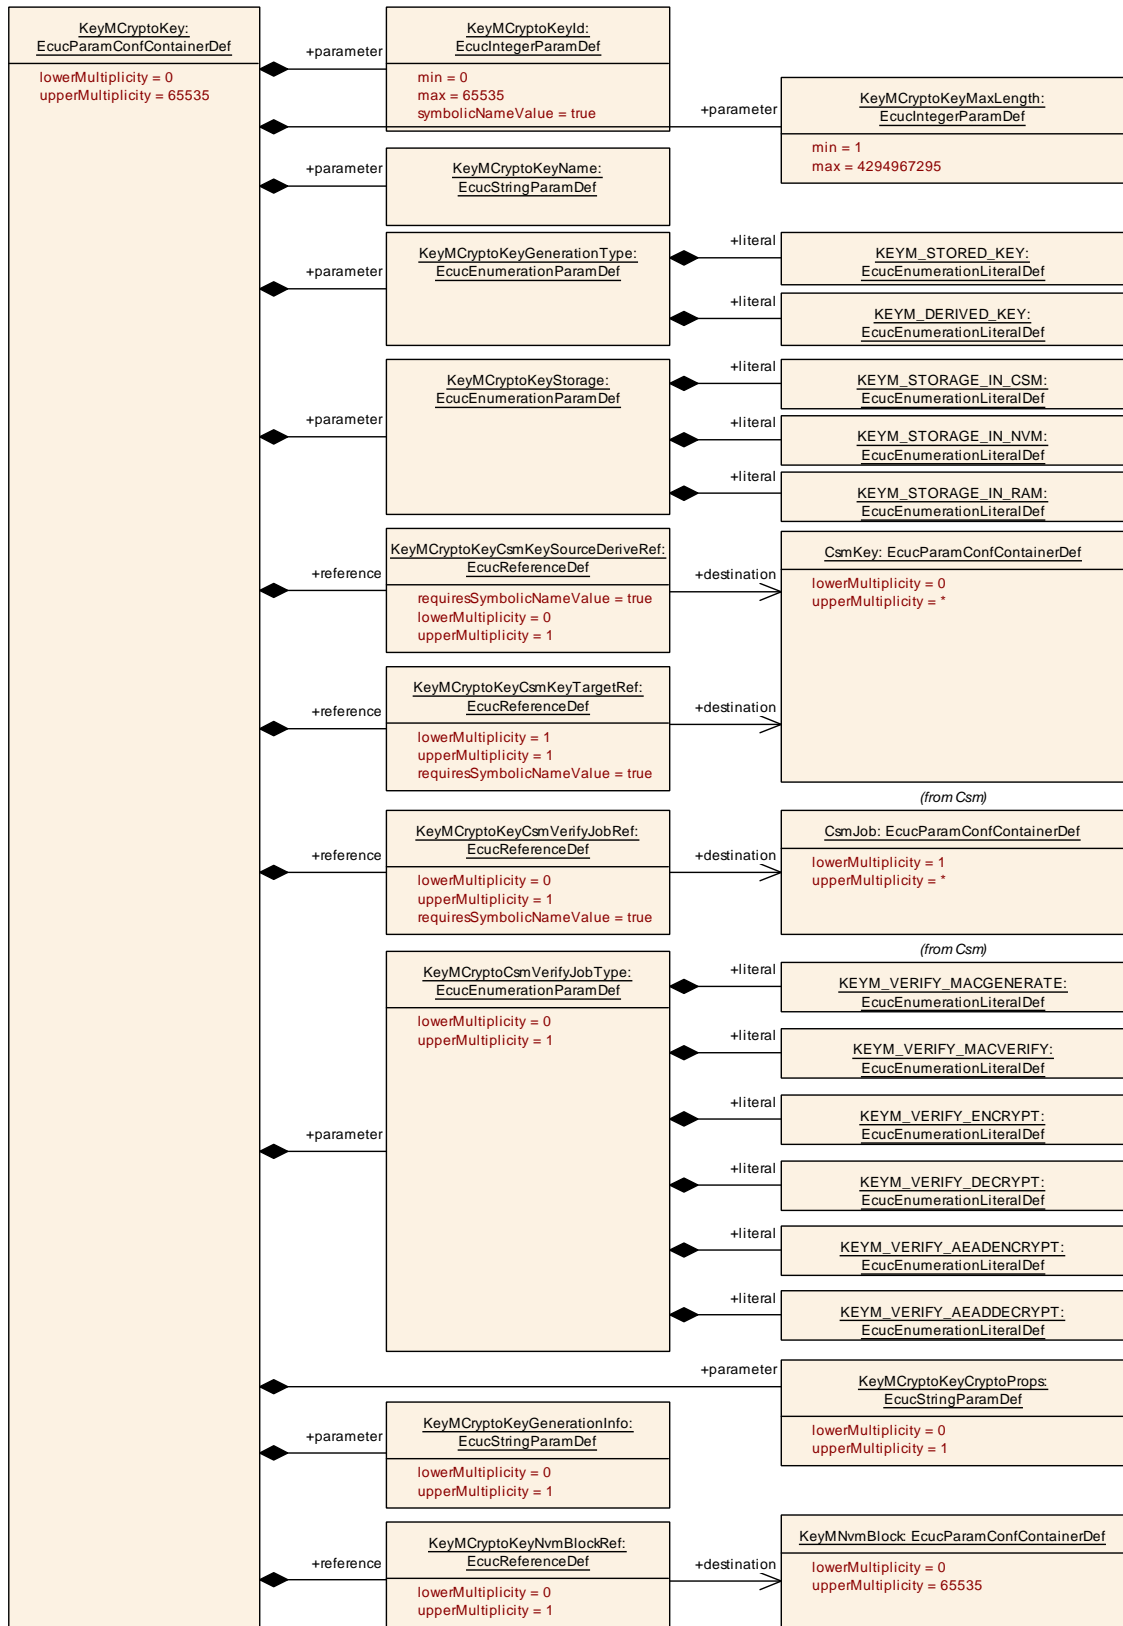 KeyMCryptoKey:
EcucParamConfContainerDef
lowerMultiplicity = 0
upperMultiplicity = 65535
+parameter
KeyMCryptoKeyId:
EcucIntegerParamDef
min = 0
max = 65535
symbolicNameValue = true
+parameter
KeyMCryptoKeyMaxLength:
EcucIntegerParamDef
min = 1
max = 4294967295
+parameter
KeyMCryptoKeyName:
EcucStringParamDef
+parameter
KeyMCryptoKeyGenerationType:
EcucEnumerationParamDef
+literal
KEYM_STORED_KEY:
EcucEnumerationLiteralDef
+literal
KEYM_DERIVED_KEY:
EcucEnumerationLiteralDef
+parameter
KeyMCryptoKeyStorage:
EcucEnumerationParamDef
+literal
KEYM_STORAGE_IN_CSM:
EcucEnumerationLiteralDef
+literal
KEYM_STORAGE_IN_NVM:
EcucEnumerationLiteralDef
+literal
KEYM_STORAGE_IN_RAM:
EcucEnumerationLiteralDef
+reference
KeyMCryptoKeyCsmKeySourceDeriveRef:
EcucReferenceDef
requiresSymbolicNameValue = true
lowerMultiplicity = 0
upperMultiplicity = 1
+destination
CsmKey: EcucParamConfContainerDef
lowerMultiplicity = 0
upperMultiplicity = *
+reference
KeyMCryptoKeyCsmKeyTargetRef:
EcucReferenceDef
lowerMultiplicity = 1
upperMultiplicity = 1
requiresSymbolicNameValue = true
+destination
(from Csm)
+reference
KeyMCryptoKeyCsmVerifyJobRef:
EcucReferenceDef
lowerMultiplicity = 0
upperMultiplicity = 1
requiresSymbolicNameValue = true
+destination
CsmJob: EcucParamConfContainerDef
lowerMultiplicity = 1
upperMultiplicity = *
(from Csm)
+parameter
KeyMCryptoCsmVerifyJobType:
EcucEnumerationParamDef
lowerMultiplicity = 0
upperMultiplicity = 1
+literal
KEYM_VERIFY_MACGENERATE:
EcucEnumerationLiteralDef
+literal
KEYM_VERIFY_MACVERIFY:
EcucEnumerationLiteralDef
+literal
KEYM_VERIFY_ENCRYPT:
EcucEnumerationLiteralDef
+literal
KEYM_VERIFY_DECRYPT:
EcucEnumerationLiteralDef
+literal
KEYM_VERIFY_AEADENCRYPT:
EcucEnumerationLiteralDef
+literal
KEYM_VERIFY_AEADDECRYPT:
EcucEnumerationLiteralDef
+parameter
KeyMCryptoKeyCryptoProps:
EcucStringParamDef
lowerMultiplicity = 0
upperMultiplicity = 1
+parameter
KeyMCryptoKeyGenerationInfo:
EcucStringParamDef
lowerMultiplicity = 0
upperMultiplicity = 1
+reference
KeyMCryptoKeyNvmBlockRef:
EcucReferenceDef
lowerMultiplicity = 0
upperMultiplicity = 1
+destination
KeyMNvmBlock: EcucParamConfContainerDef
lowerMultiplicity = 0
upperMultiplicity = 65535